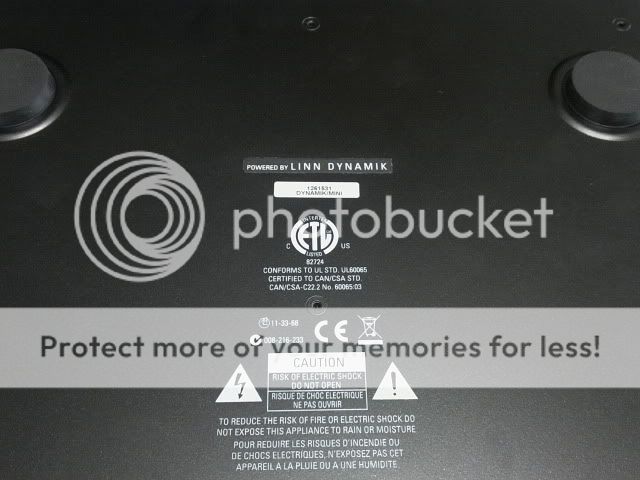 POWERED BY LINN DYNAMIK
1261531
DYNAMIK/MINI
INTERTEK
C ETL US
LISTED
82724
CONFORMS TO UL STD. UL60065
CERTIFIED TO CAN/CSA STD.
CAN/CSA-C22.2 No. 60065:03
photobucket
11-33-68
008-216-233
CE
Protect more of your memories for less!
CAUTION
RISK OF ELECTRIC SHOCK
DO NOT OPEN
RISQUE DE CHOC ELECTRIQUE
NE PAS OUVRIR
TO REDUCE THE RISK OF FIRE OR ELECTRIC SHOCK DO
NOT EXPOSE THIS APPLIANCE TO RAIN OR MOISTURE
POUR REDUIRE LES RISQUES D'INCENDIE OU
DE CHOCS ELECTRIQUES, N'EXPOSEZ PAS CET
APPAREIL A LA PLUIE OU A UNE HUMIDITE